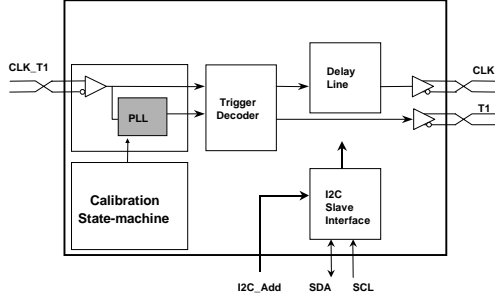 CLK_T1
CLK
T1
Delay
Line
Trigger
Decoder
PLL
Calibration
State-machine
I2C
Slave
Interface
I2C_Add
SDA
SCL